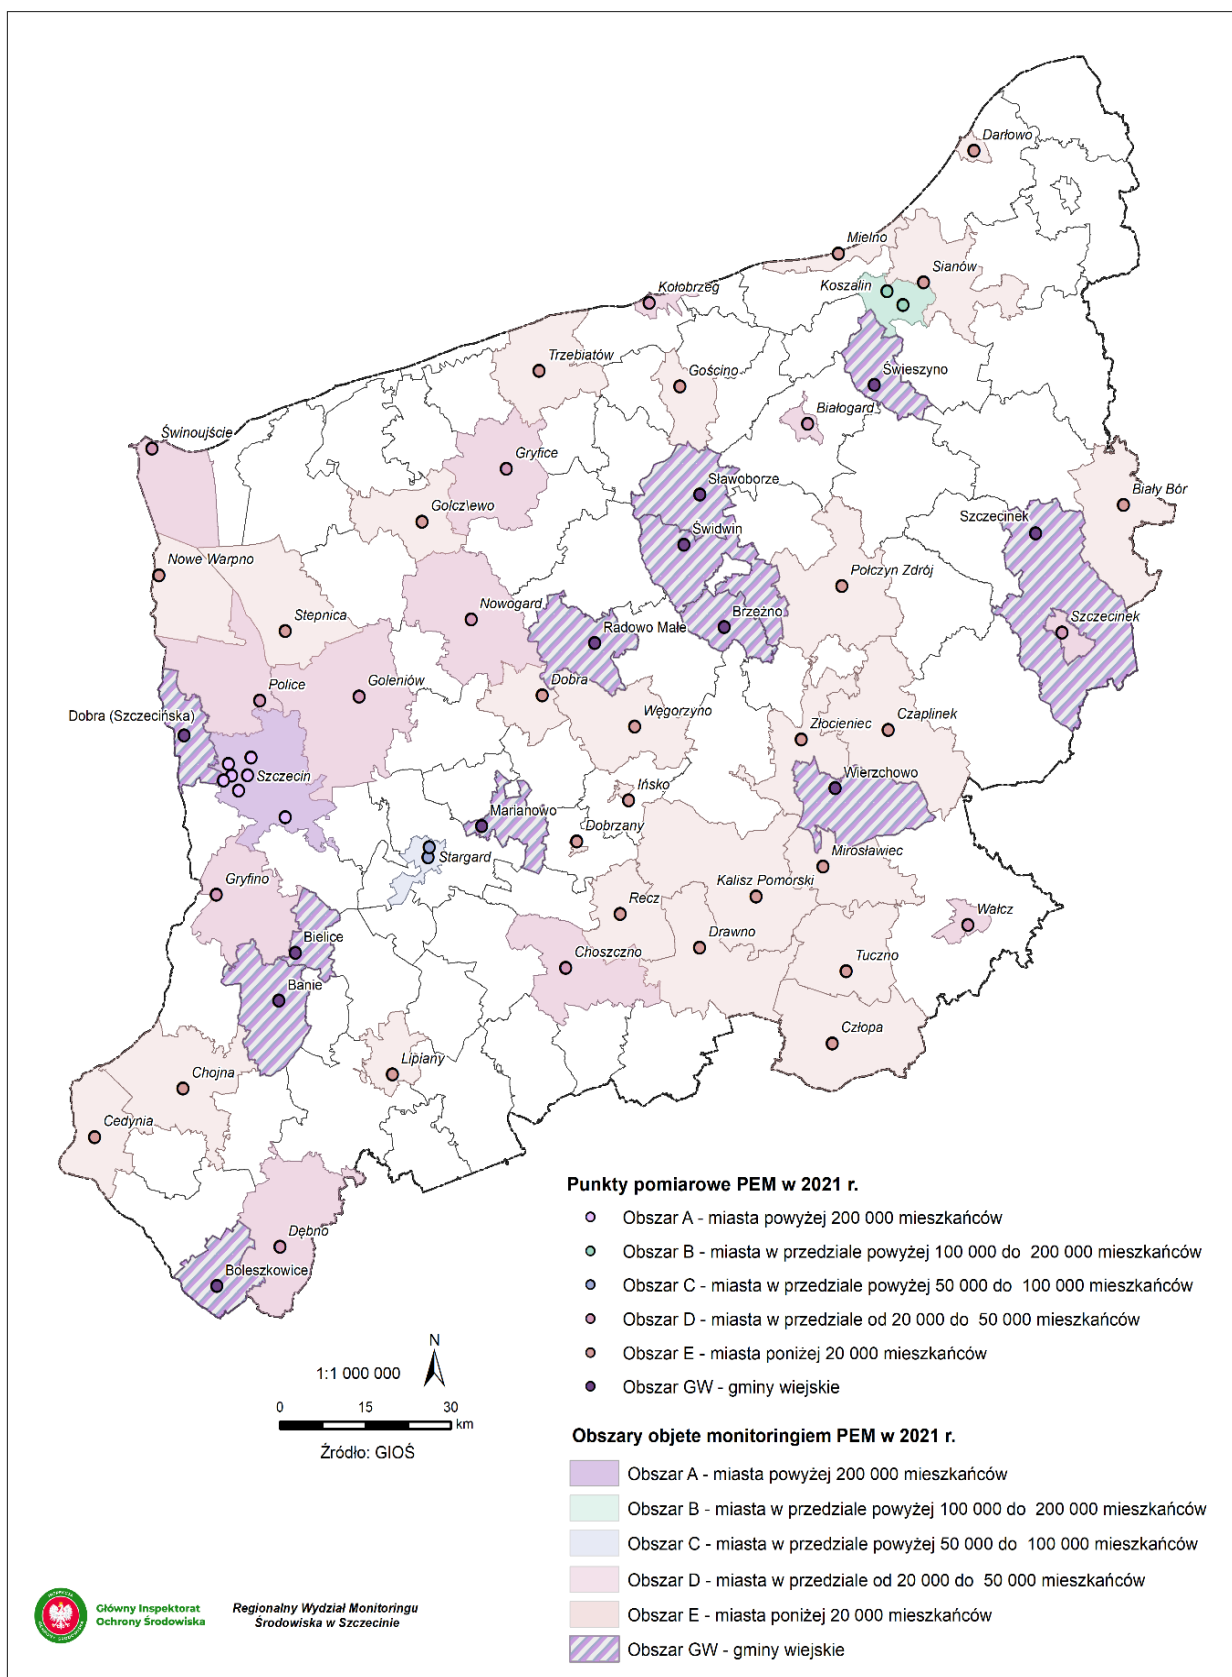 Darłowo
Mielno
Sianów
Koszalin
Kołobrzeg
Trzebiatów
Gościno
Świeszyno
Białogard
Świnoujście
Gryfice
Sławoborze
Biały Bór
Golcz\ewo
Szczecinek
Świdwin
Nowe Warpno
Połczyn Zdrój
Stepnica
Nowogard
Brzeżno
Radowo Małe
Szczecinek
Dobra
Police
Goleniów
Węgorzyno
Czaplinek
Dobra (Szczecińska)
Złocieniec
Szczecin
Wierzchowo
Ińsko
Marianowo
Dobrzany
Stargard
Mirosławiec
Gryfino
Kalisz Pomorski
Recz
Wałcz
Bielice
Drawno
Choszczno
Tuczno
Banie
Człopa
Lipiany
Chojna
Cedynia
Dębno
Boleszkowice
Punkty pomiarowe PEM w 2021 r.
Obszar A - miasta powyżej 200 000 mieszkańców
Obszar B - miasta w przedziale powyżej 100 000 do 200 000 mieszkańców
Obszar C - miasta w przedziale powyżej 50 000 do 100 000 mieszkańców
Obszar D - miasta w przedziale od 20 000 do 50 000 mieszkańców
Obszar E - miasta poniżej 20 000 mieszkańców
Obszar GW - gminy wiejskie
N
1:1 000 000
0 15 30
km
Źródło: GIOŚ
Obszary objete monitoringiem PEM w 2021 r.
Obszar A - miasta powyżej 200 000 mieszkańców
Obszar B - miasta w przedziale powyżej 100 000 do 200 000 mieszkańców
Obszar C - miasta w przedziale powyżej 50 000 do 100 000 mieszkańców
Obszar D - miasta w przedziale od 20 000 do 50 000 mieszkańców
Obszar E - miasta poniżej 20 000 mieszkańców
Obszar GW - gminy wiejskie
Główny Inspektorat
Ochrony Środowiska
Regionalny Wydział Monitoringu
Środowiska w Szczecinie